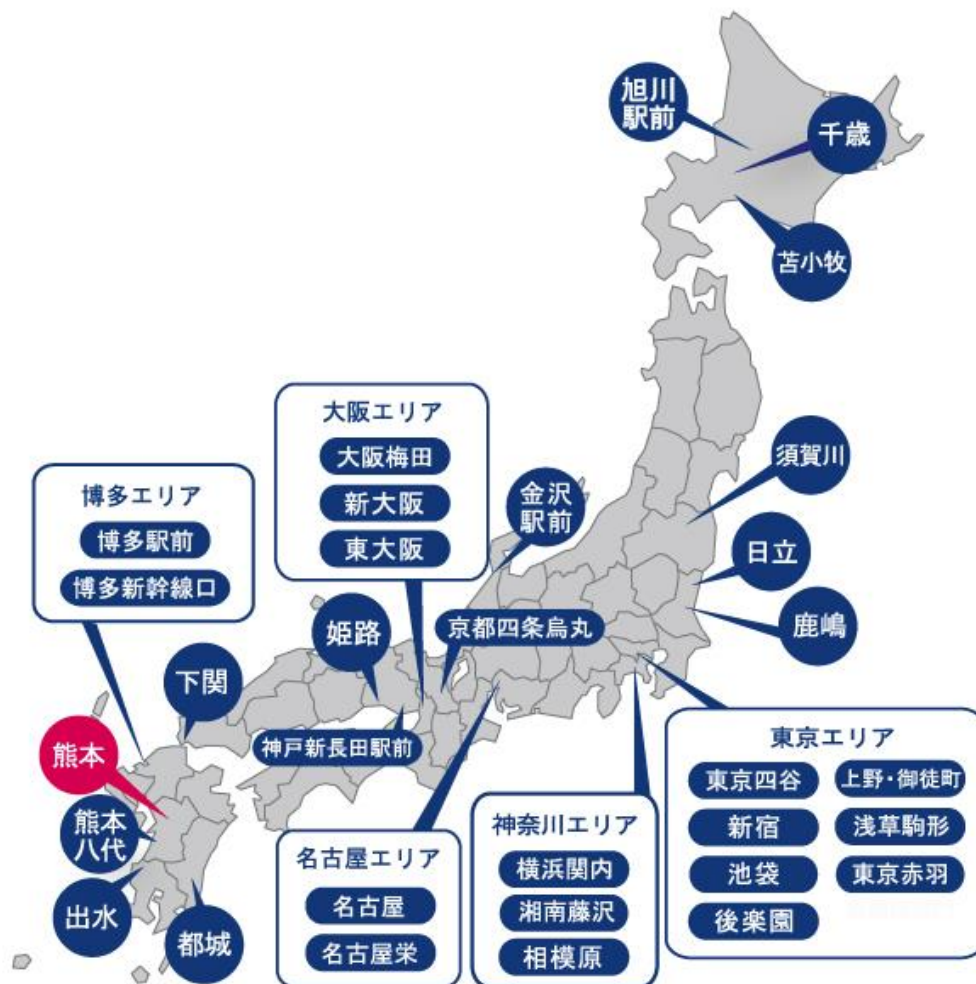 旭川
駅前
千歳
苫小牧
大阪エリア
大阪梅田
新大阪
東大阪
金沢
駅前
須賀川
博多エリア
博多駅前
博多新幹線口
日立
姫路
京都四条烏丸
鹿嶋
下関
神戸新長田駅前
熊本
熊本
八代
出水
都城
名古屋エリア
名古屋
名古屋栄
神奈川エリア
横浜関内
湘南藤沢
相模原
東京エリア
東京四谷
上野・御徒町
新宿
浅草駒形
池袋
東京赤羽
後楽園